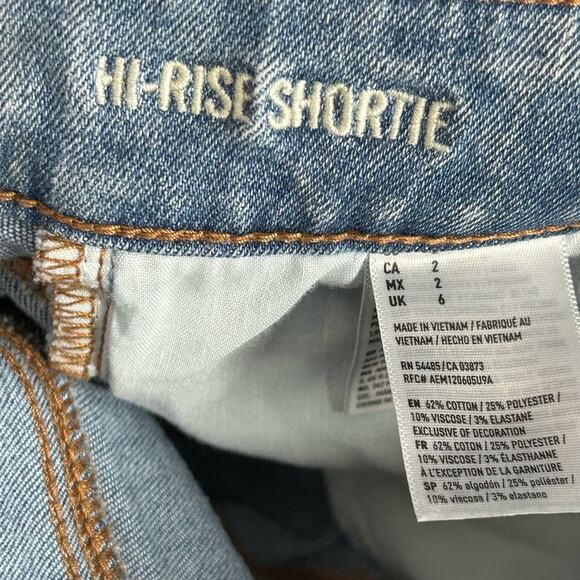 HI-RISE SHORTIE
CA 2
MX 2
UK 6
MADE IN VIETNAM / FABRIQUÉ AU
VIETNAM / HECHO EN VIETNAM
RN 54485 / CA 03873
RFC# AEM120605U9A
EN 62% COTTON / 25% POLYESTER /
10% VISCOSE / 3% ELASTANE
EXCLUSIVE OF DECORATION
FR 62% COTON / 25% POLYESTER /
10% VISCOSE / 3% ÉLASTHANNE
À L'EXCEPTION DE LA GARNITURE
SP 62% algodón / 25% poliéster /
10% viscosa / 3% elastano